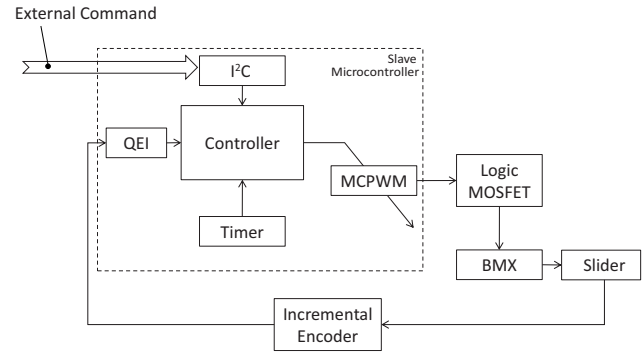 External Command
Slave
Microcontroller
I²C
QEI
Controller
MCPWM
Logic
MOSFET
Timer
BMX
Slider
Incremental
Encoder